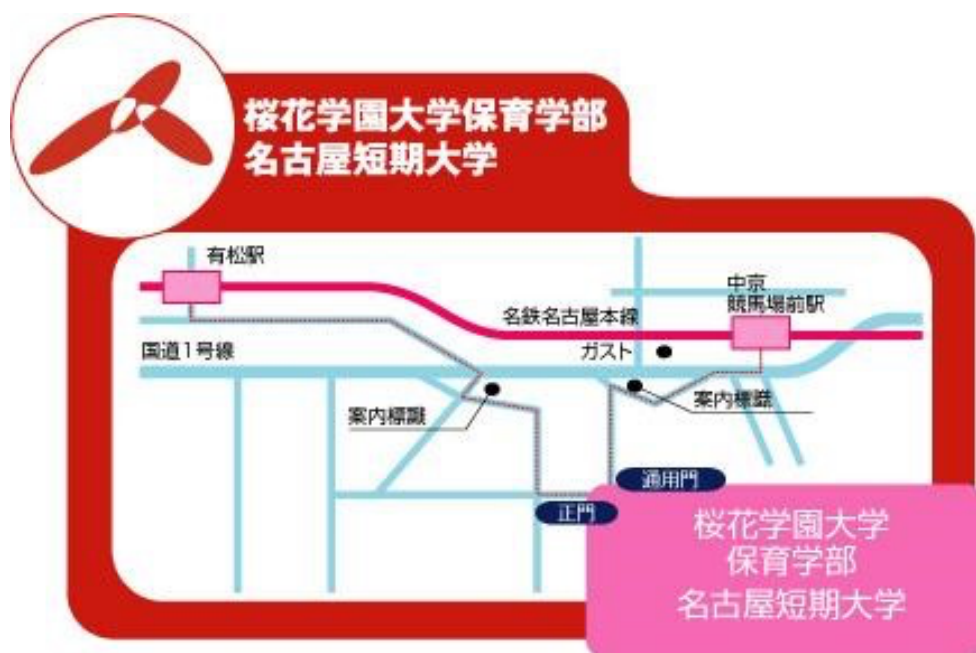 桜花学園大学保育学部
名古屋短期大学
有松駅
中京
競馬場前駅
名鉄名古屋本線
国道1号線
ガスト
案内標識
案内標識
通用門
正門
桜花学園大学
保育学部
名古屋短期大学